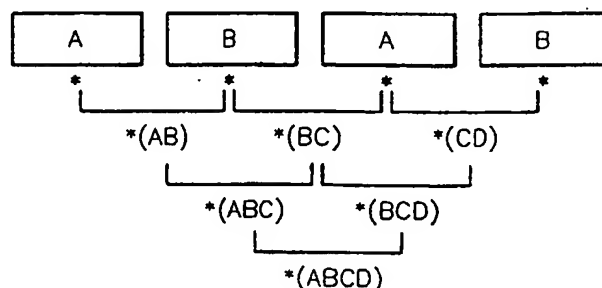 A B A B
* * * *
*(AB) *(BC) *(CD)
*(ABC) *(BCD)
*(ABCD)